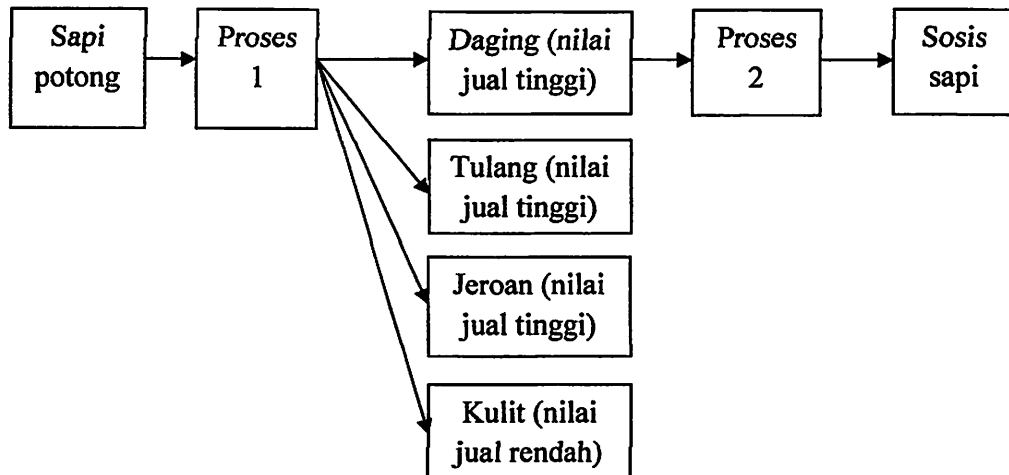 Sapi
potong
Proses
1
Daging (nilai
jual tinggi)
Proses
2
Sosis
sapi
Tulang (nilai
jual tinggi)
Jeroan (nilai
jual tinggi)
Kulit (nilai
jual rendah)